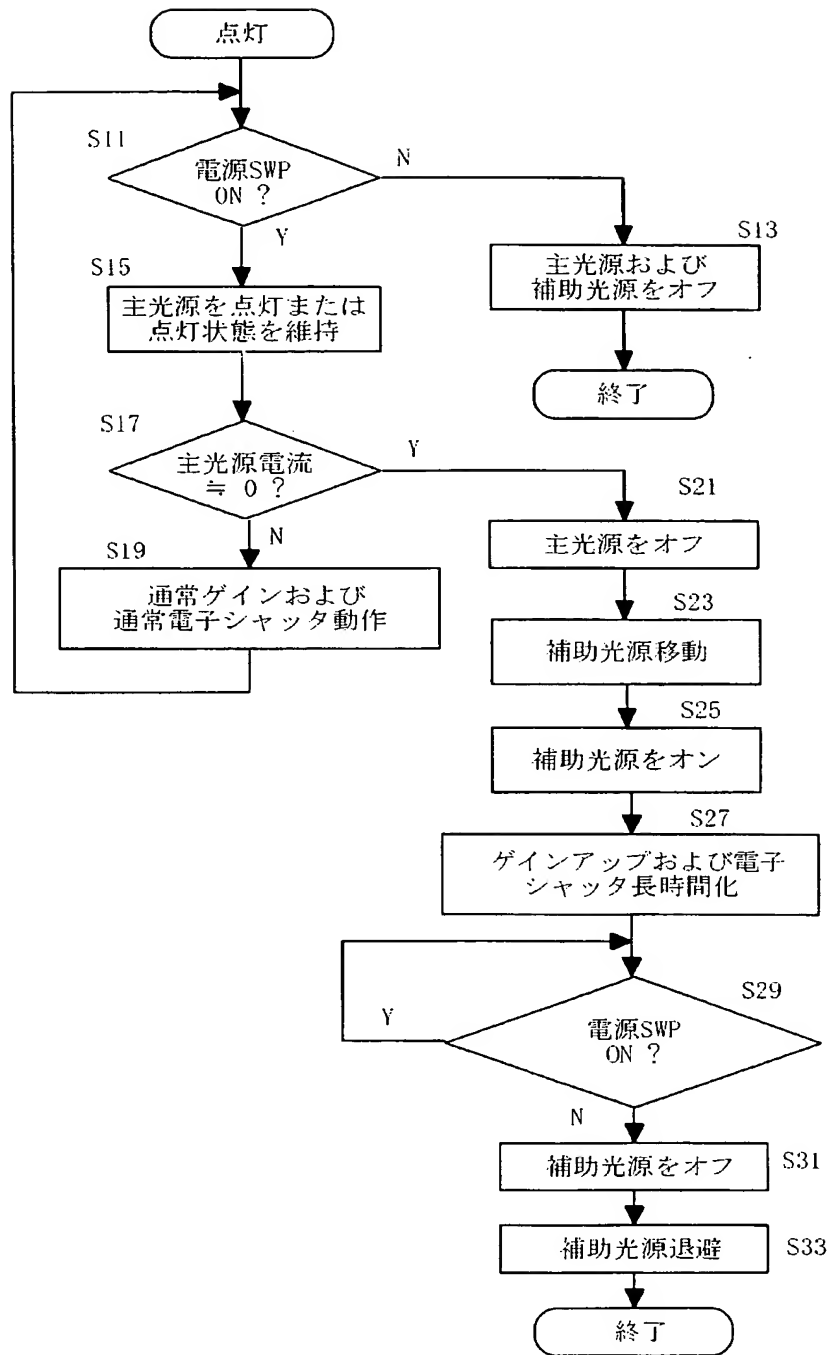 点灯
S11
電源SWP
ON ?
N
Y
S13
主光源および
補助光源をオフ
終了
S15
主光源を点灯または
点灯状態を維持
S17
主光源電流
≒ 0 ?
Y
N
S19
通常ゲインおよび
通常電子シャッタ動作
S21
主光源をオフ
S23
補助光源移動
S25
補助光源をオン
S27
ゲインアップおよび電子
シャッタ長時間化
S29
電源SWP
ON ?
Y
N
補助光源をオフ
S31
補助光源退避
S33
終了